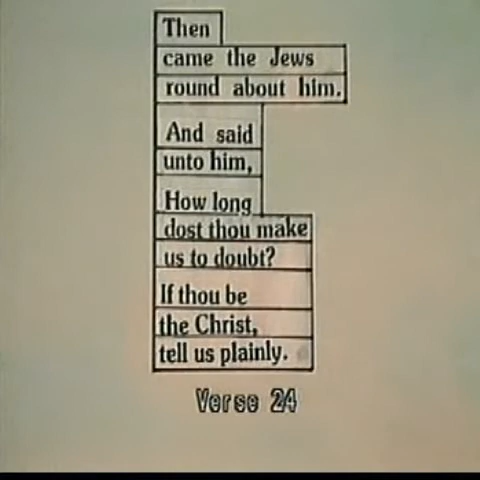 Then
came the Jews
round about him.
And said
unto him,
How long
dost thou make
us to doubt?
If thou be
the Christ,
tell us plainly.
Verse 24